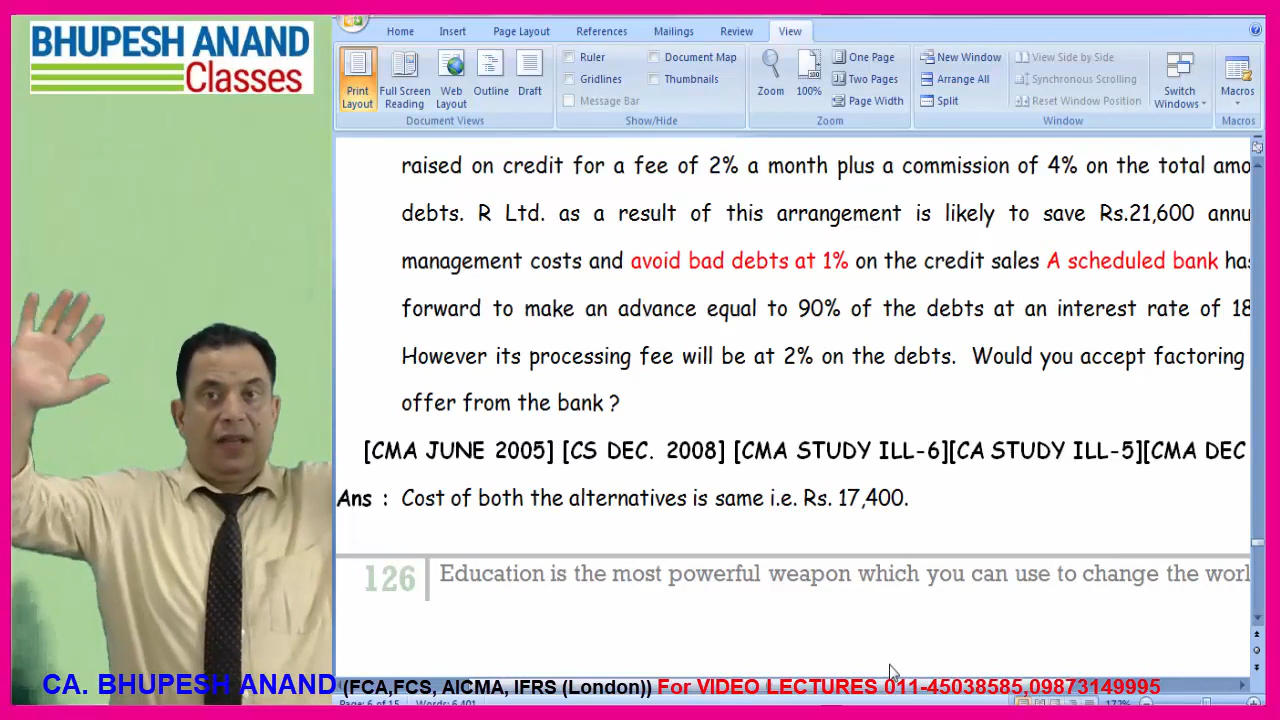 BHUPESH ANAND
Classes
Home Insert Page Layout References Mailings Review View
Print Layout
Full Screen Reading
Web Layout
Outline
Draft
Document Views
Ruler
Gridlines
Message Bar
Document Map
Thumbnails
Show/Hide
Zoom
100%
One Page
Two Pages
Page Width
Zoom
New Window
Arrange All
Split
View Side by Side
Synchronous Scrolling
Reset Window Position
Switch Windows
Window
Macros
Macros
raised on credit for a fee of 2% a month plus a commission of 4% on the total amo
debts. R Ltd. as a result of this arrangement is likely to save Rs.21,600 annu
management costs and avoid bad debts at 1% on the credit sales A scheduled bank has
forward to make an advance equal to 90% of the debts at an interest rate of 18
However its processing fee will be at 2% on the debts. Would you accept factoring
offer from the bank ?
[CMA JUNE 2005] [CS DEC. 2008] [CMA STUDY ILL-6][CA STUDY ILL-5][CMA DEC
Ans : Cost of both the alternatives is same i.e. Rs. 17,400.
126 Education is the most powerful weapon which you can use to change the worl
CA. BHUPESH ANAND (FCA,FCS, AICMA, IFRS (London)) For VIDEO LECTURES 011-45038585,09873149995
Page: 6 of 15 Words: 6,401 172%